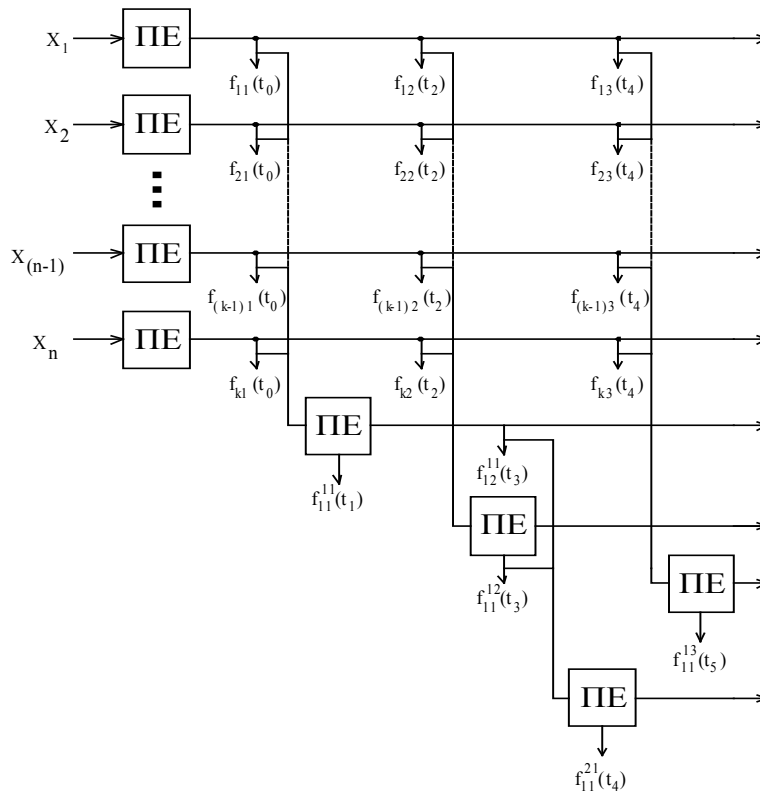 X1 ПЕ
f11(t0) f12(t2) f13(t4)
X2 ПЕ
f21(t0) f22(t2) f23(t4)
X(n-1) ПЕ
f(k-1)1(t0) f(k-1)2(t2) f(k-1)3(t4)
Xn ПЕ
fk1(t0) fk2(t2) fk3(t4)
ПЕ
f11^11(t1) f12^11(t3)
ПЕ
f11^12(t3)
ПЕ
f11^13(t5)
ПЕ
f11^21(t4)